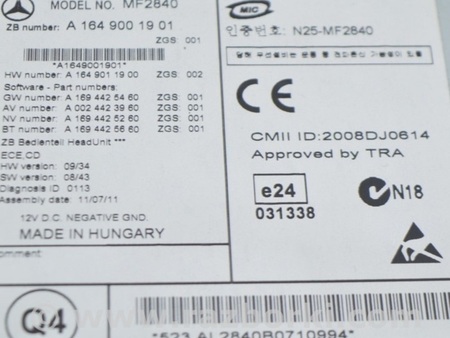 MODEL NO. MF2840
ZB number: A 164 900 19 01
ZGS: 001
*A1649001901*
HW number: A 164 901 19 00 ZGS: 002
Software - Part numbers:
GW number: A 169 442 54 60 ZGS: 001
AV number: A 002 442 39 60 ZGS: 001
NV number: A 169 442 52 60 ZGS: 001
BT number: A 169 442 56 60 ZGS: 001
ZB Bedienteil HeadUnit ***
ECE,CD
HW version: 09/34
SW version: 08/43
Diagnosis ID 0113
Assembly date: 11/07/11
12V D.C. NEGATIVE GND.
MADE IN HUNGARY
MIC
인증번호: N25-MF2840
CE
CMII ID:2008DJ0614
Approved by TRA
e24
031338
N18
Q4
*523 AL2840B0710994*